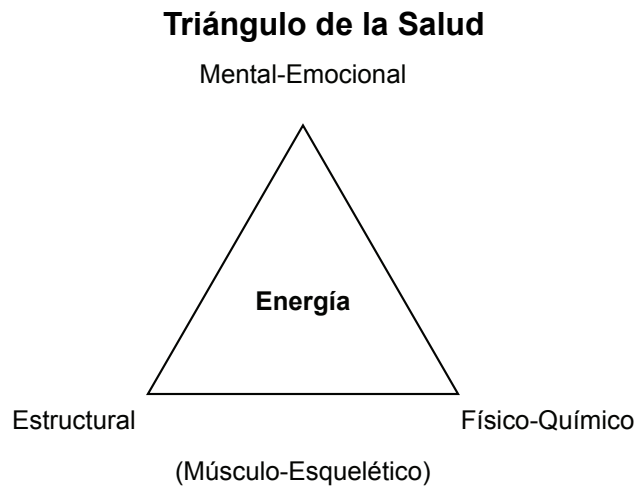 Triángulo de la Salud
Mental-Emocional
Energía
Estructural
Físico-Químico
(Músculo-Esquelético)